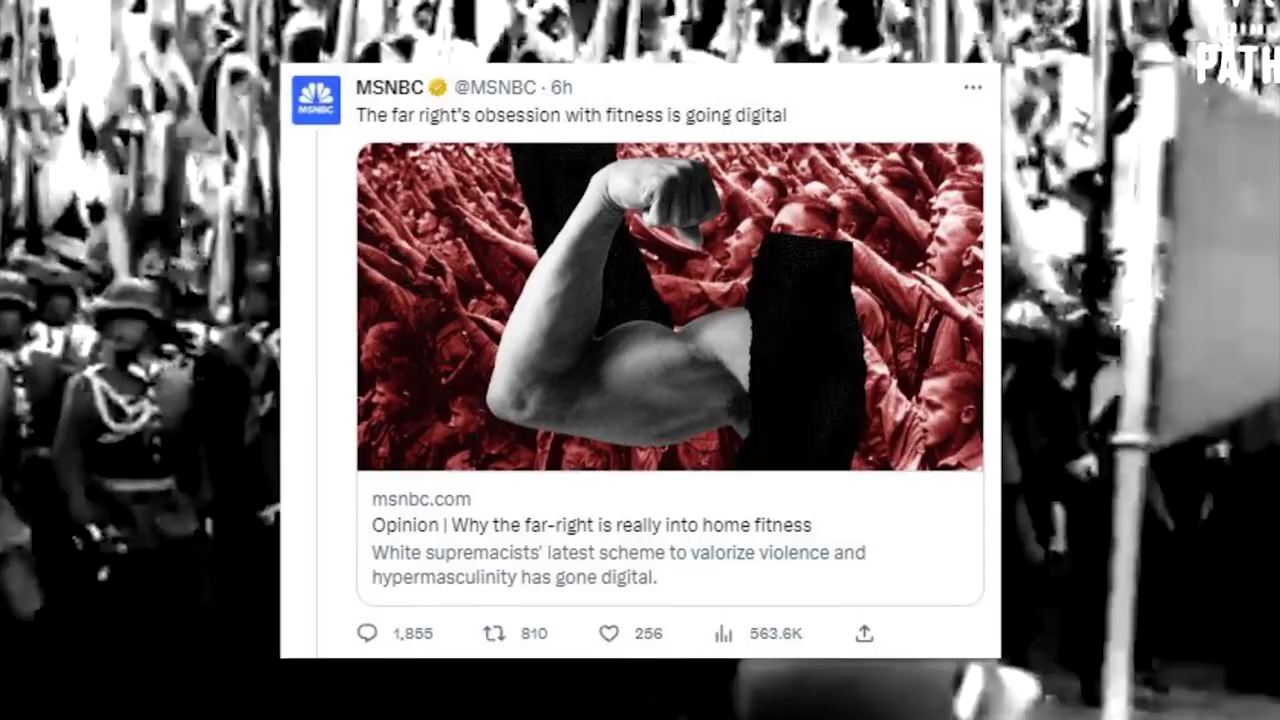 PATH
MSNBC @MSNBC · 6h
MSNBC
The far right's obsession with fitness is going digital
msnbc.com
Opinion | Why the far-right is really into home fitness
White supremacists' latest scheme to valorize violence and
hypermasculinity has gone digital.
1,855 810 256 563.6K